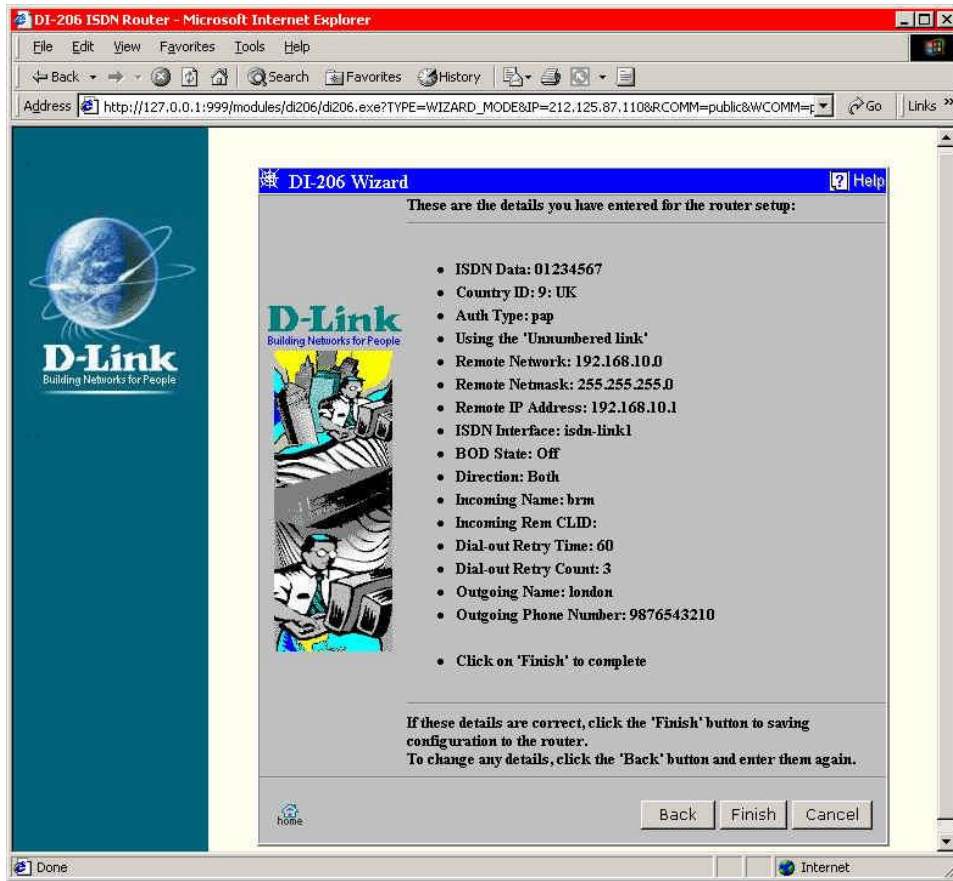 DI-206 ISDN Router - Microsoft Internet Explorer
File Edit View Favorites Tools Help
Back Search Favorites History
Address http://127.0.0.1:999/modules/di206/di206.exe?TYPE=WIZARD_MODE&IP=212.125.87.110&RCOMM=public&WCOMM=p Go Links »
DI-206 Wizard ? Help
These are the details you have entered for the router setup:
• ISDN Data: 01234567
• Country ID: 9: UK
• Auth Type: pap
• Using the 'Unnumbered link'
• Remote Network: 192.168.10.0
• Remote Netmask: 255.255.255.0
• Remote IP Address: 192.168.10.1
• ISDN Interface: isdn-link1
• BOD State: Off
• Direction: Both
• Incoming Name: brm
• Incoming Rem CLID:
• Dial-out Retry Time: 60
• Dial-out Retry Count: 3
• Outgoing Name: london
• Outgoing Phone Number: 9876543210
• Click on 'Finish' to complete
D-Link
Building Networks for People
D-Link
Building Networks for People
If these details are correct, click the 'Finish' button to saving
configuration to the router.
To change any details, click the 'Back' button and enter them again.
home
Back Finish Cancel
Done Internet